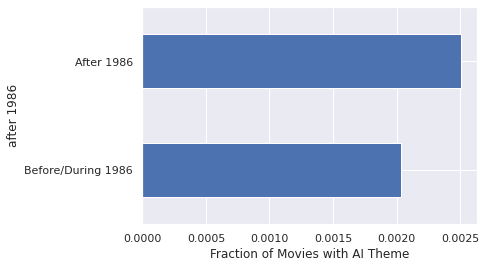 After 1986
after 1986
Before/During 1986
0.0000 0.0005 0.0010 0.0015 0.0020 0.0025
Fraction of Movies with AI Theme